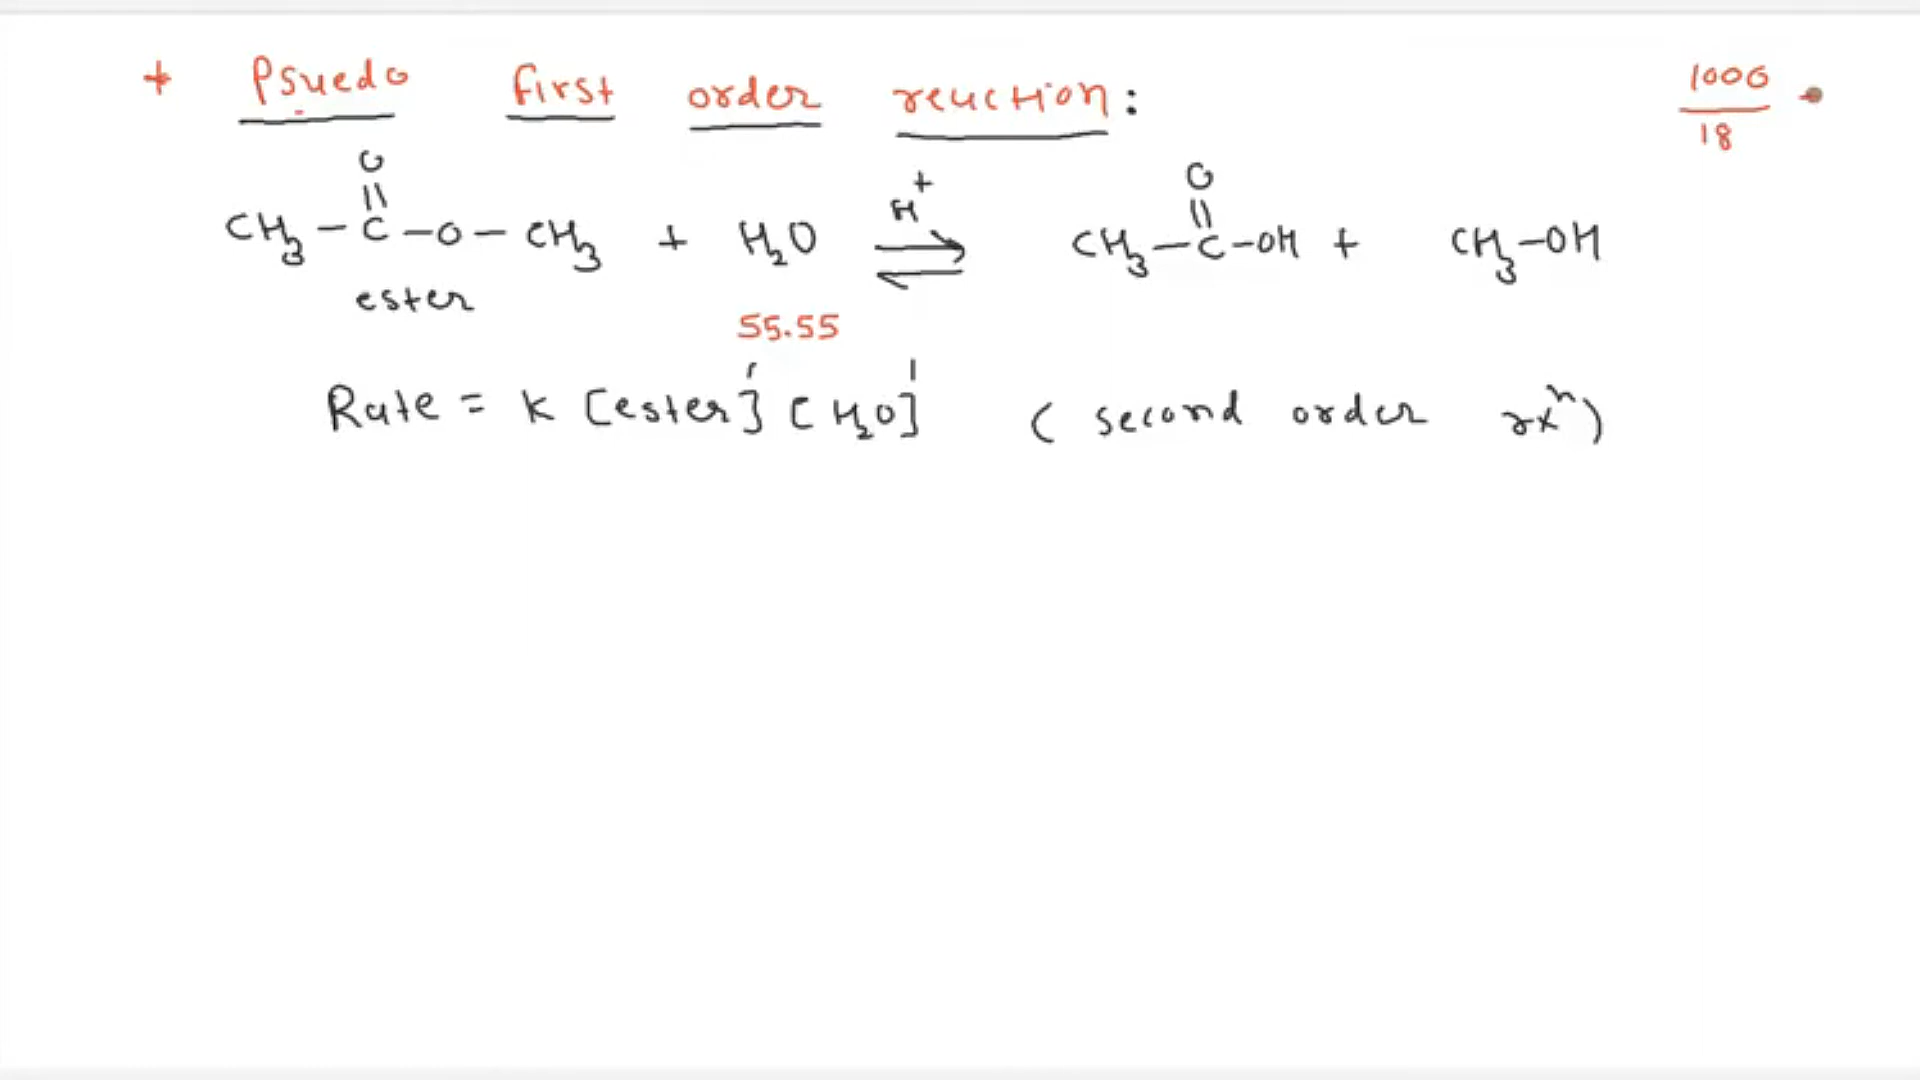 + Psuedo first order reaction:
1000
18
O
||
CH3-C-O-CH3 + H2O ⇌ H+ CH3-C-OH + CH3-OH
O
||
ester
55.55
Rate = K [ester]1 [H2O]1 (second order rxn)